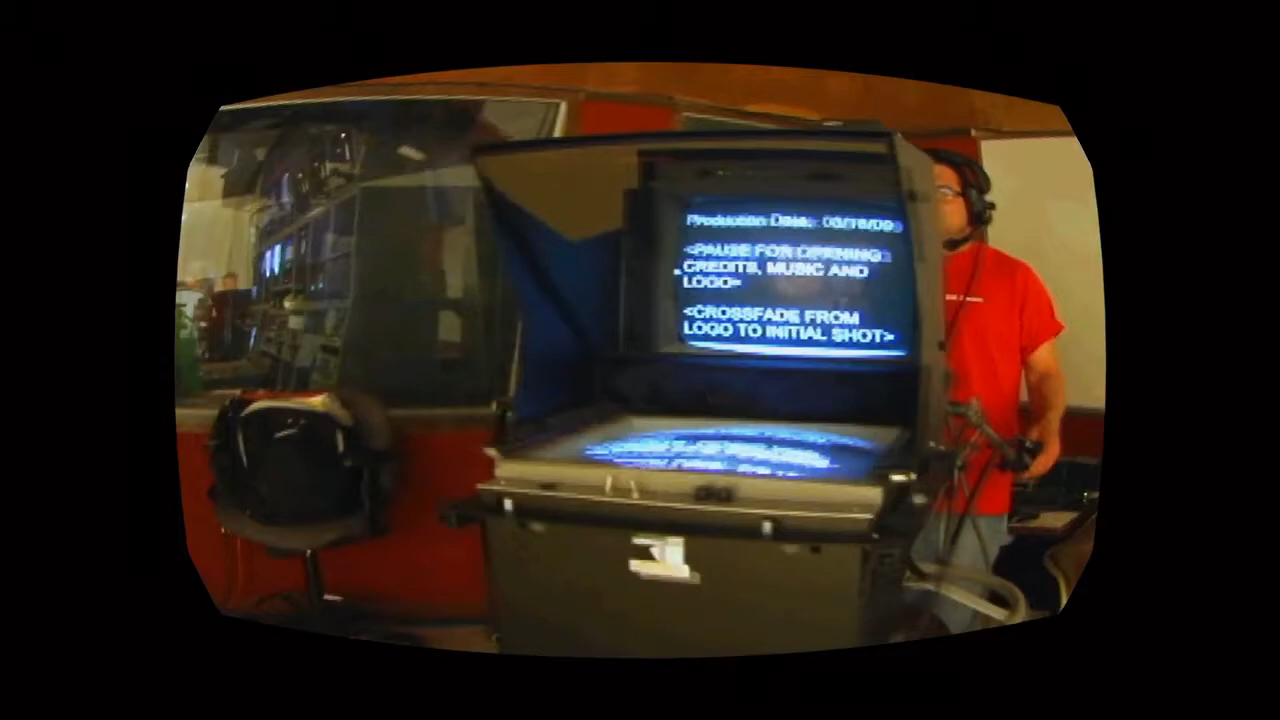 Production Date: 03/18/09
<PAUSE FOR OPENING
CREDITS, MUSIC AND
LOGO>
<CROSSFADE FROM
LOGO TO INITIAL SHOT>